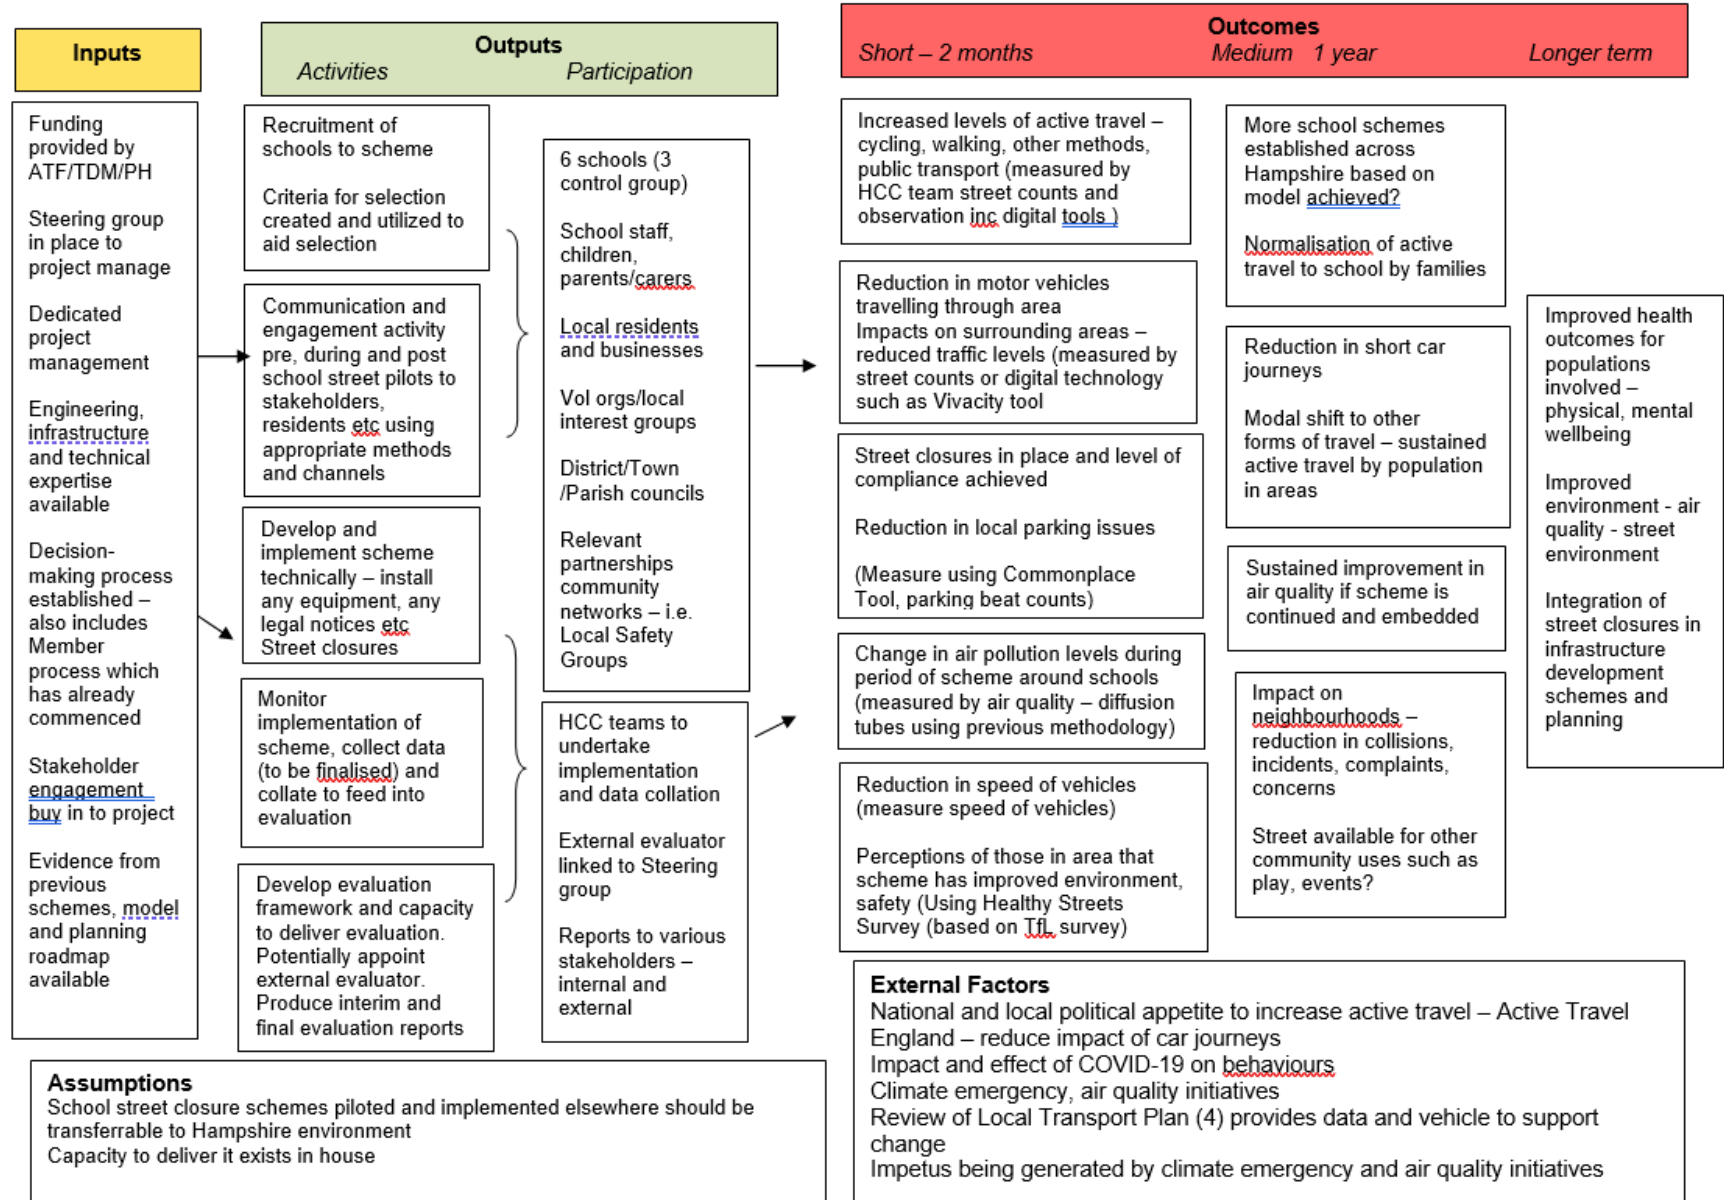 Inputs
Outputs
Activities
Participation
Outcomes
Short – 2 months
Medium 1 year
Longer term
Funding
provided by
ATF/TDM/PH
Steering group
in place to
project manage
Dedicated
project
management
Engineering,
infrastructure
and technical
expertise
available
Decision-
making process
established –
also includes
Member
process which
has already
commenced
Stakeholder
engagement
buy in to project
Evidence from
previous
schemes, model
and planning
roadmap
available
Recruitment of
schools to scheme
Criteria for selection
created and utilized to
aid selection
Communication and
engagement activity
pre, during and post
school street pilots to
stakeholders,
residents etc using
appropriate methods
and channels
Develop and
implement scheme
technically – install
any equipment, any
legal notices etc
Street closures
Monitor
implementation of
scheme, collect data
(to be finalised) and
collate to feed into
evaluation
Develop evaluation
framework and capacity
to deliver evaluation.
Potentially appoint
external evaluator.
Produce interim and
final evaluation reports
6 schools (3
control group)
School staff,
children,
parents/carers
Local residents
and businesses
Vol orgs/local
interest groups
District/Town
/Parish councils
Relevant
partnerships
community
networks – i.e.
Local Safety
Groups
HCC teams to
undertake
implementation
and data collation
External evaluator
linked to Steering
group
Reports to various
stakeholders –
internal and
external
Increased levels of active travel –
cycling, walking, other methods,
public transport (measured by
HCC team street counts and
observation inc digital tools )
Reduction in motor vehicles
travelling through area
Impacts on surrounding areas –
reduced traffic levels (measured by
street counts or digital technology
such as Vivacity tool
Street closures in place and level of
compliance achieved
Reduction in local parking issues
(Measure using Commonplace
Tool, parking beat counts)
Change in air pollution levels during
period of scheme around schools
(measured by air quality – diffusion
tubes using previous methodology)
Reduction in speed of vehicles
(measure speed of vehicles)
Perceptions of those in area that
scheme has improved environment,
safety (Using Healthy Streets
Survey (based on TfL survey)
More school schemes
established across
Hampshire based on
model achieved?
Normalisation of active
travel to school by families
Reduction in short car
journeys
Modal shift to other
forms of travel – sustained
active travel by population
in areas
Sustained improvement in
air quality if scheme is
continued and embedded
Impact on
neighbourhoods –
reduction in collisions,
incidents, complaints,
concerns
Street available for other
community uses such as
play, events?
Improved health
outcomes for
populations
involved –
physical, mental
wellbeing
Improved
environment - air
quality - street
environment
Integration of
street closures in
infrastructure
development
schemes and
planning
Assumptions
School street closure schemes piloted and implemented elsewhere should be
transferrable to Hampshire environment
Capacity to deliver it exists in house
External Factors
National and local political appetite to increase active travel – Active Travel
England – reduce impact of car journeys
Impact and effect of COVID-19 on behaviours
Climate emergency, air quality initiatives
Review of Local Transport Plan (4) provides data and vehicle to support
change
Impetus being generated by climate emergency and air quality initiatives